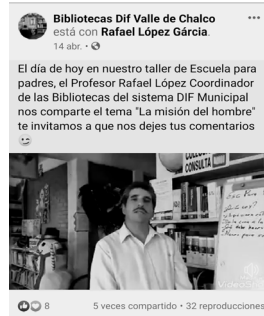 Bibliotecas Dif Valle de Chalco
está con Rafael López Gárcia.
14 abr. •
El día de hoy en nuestro taller de Escuela para
padres, el Profesor Rafael López Coordinador
de las Bibliotecas del sistema DIF Municipal
nos comparte el tema "La misión del hombre"
te invitamos a que nos dejes tus comentarios
CONSULTA
8
5 veces compartido • 32 reproducciones